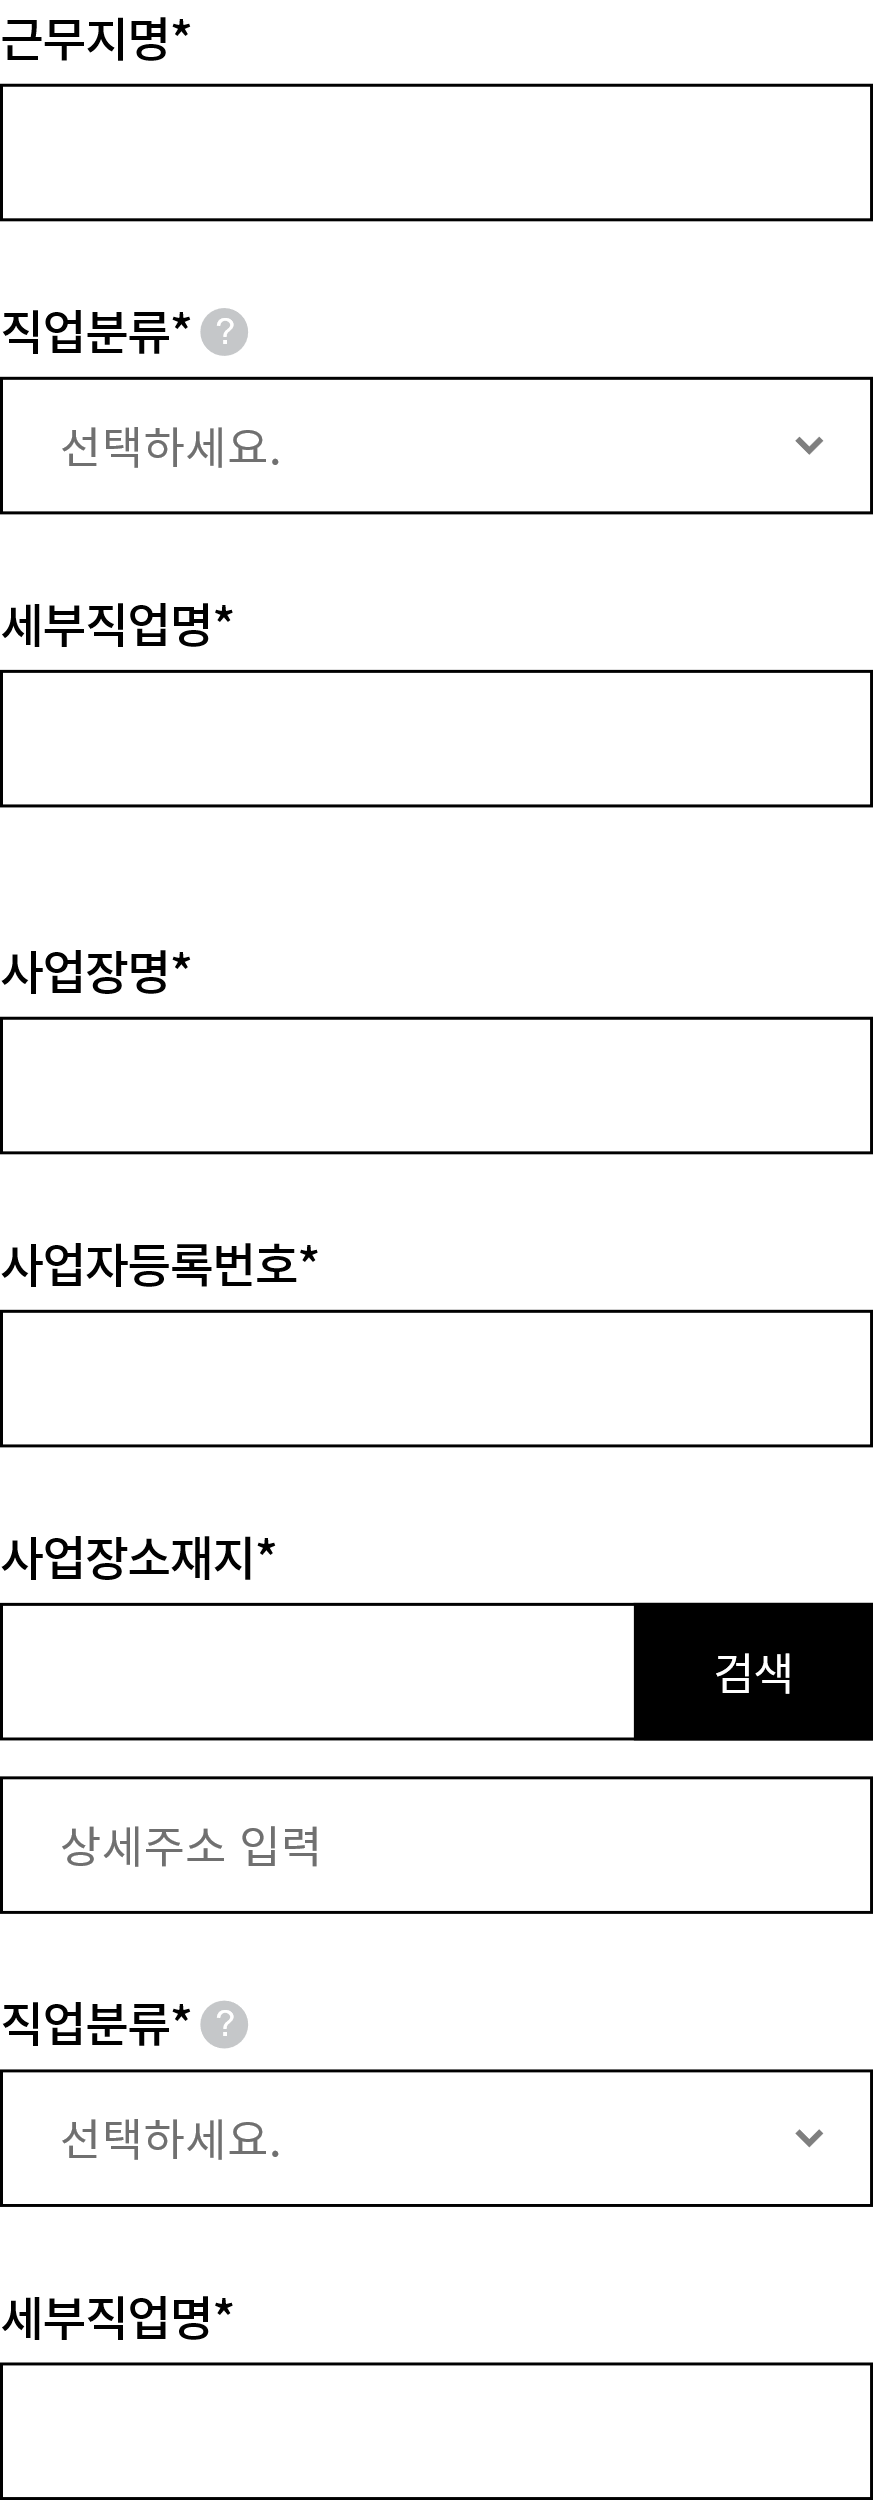 근무지명*
직업분류* ?
선택하세요.
세부직업명*
사업장명*
사업자등록번호*
사업장소재지*
검색
상세주소 입력
직업분류* ?
선택하세요.
세부직업명*